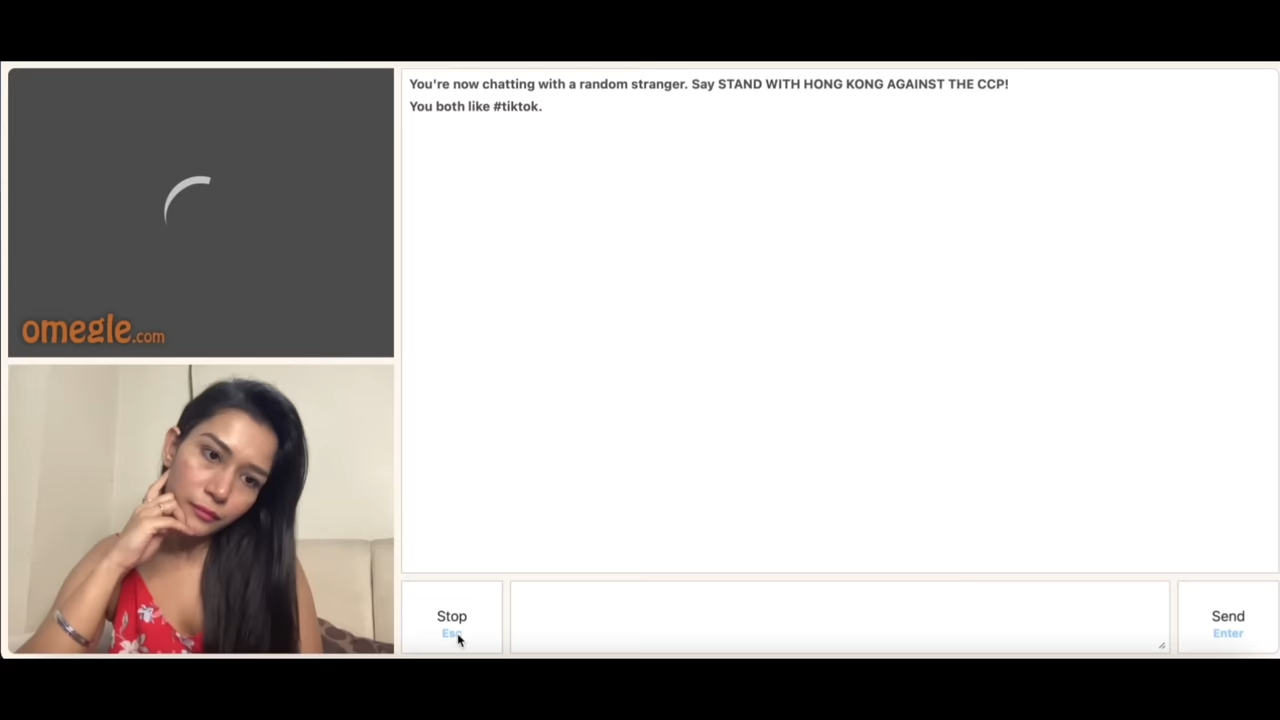 You're now chatting with a random stranger. Say STAND WITH HONG KONG AGAINST THE CCP!
You both like #tiktok.
omegle.com
Stop
Esc
Send
Enter